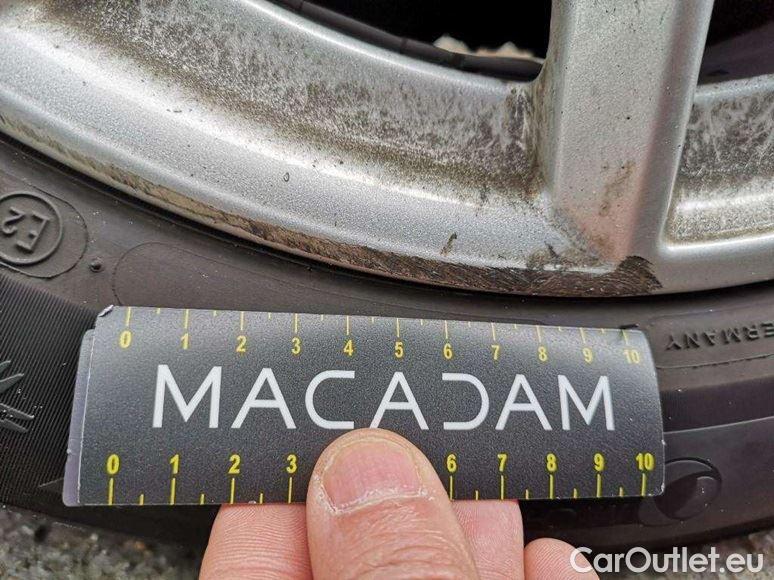 E2
ERMANY
0 1 2 3 4 5 6 7 8 9 10
MACADAM
0 1 2 3 6 7 8 9 10
CarOutlet.eu